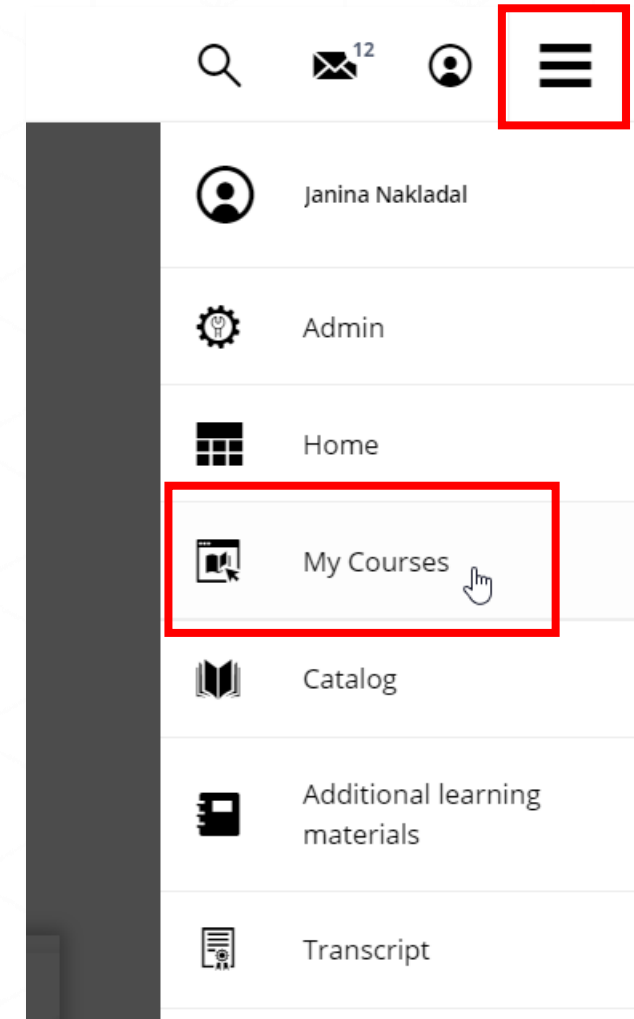 12
Janina Nakladal
Admin
Home
My Courses
Catalog
Additional learning
materials
Transcript